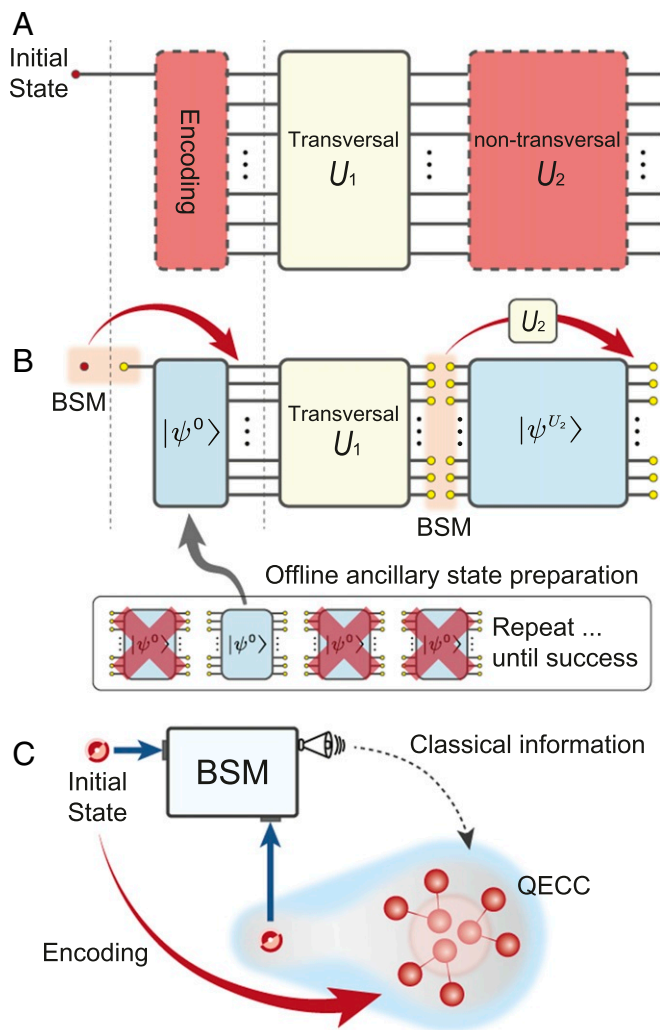 A
Initial
State
Encoding
Transversal
U1
non-transversal
U2
U2
B
BSM
|ψ⁰⟩
Transversal
U1
|ψ^U₂⟩
BSM
Offline ancillary state preparation
|ψ⁰⟩ |ψ⁰⟩ |ψ⁰⟩ |ψ⁰⟩
Repeat ...
until success
C
Initial
State
BSM
Classical information
QECC
Encoding